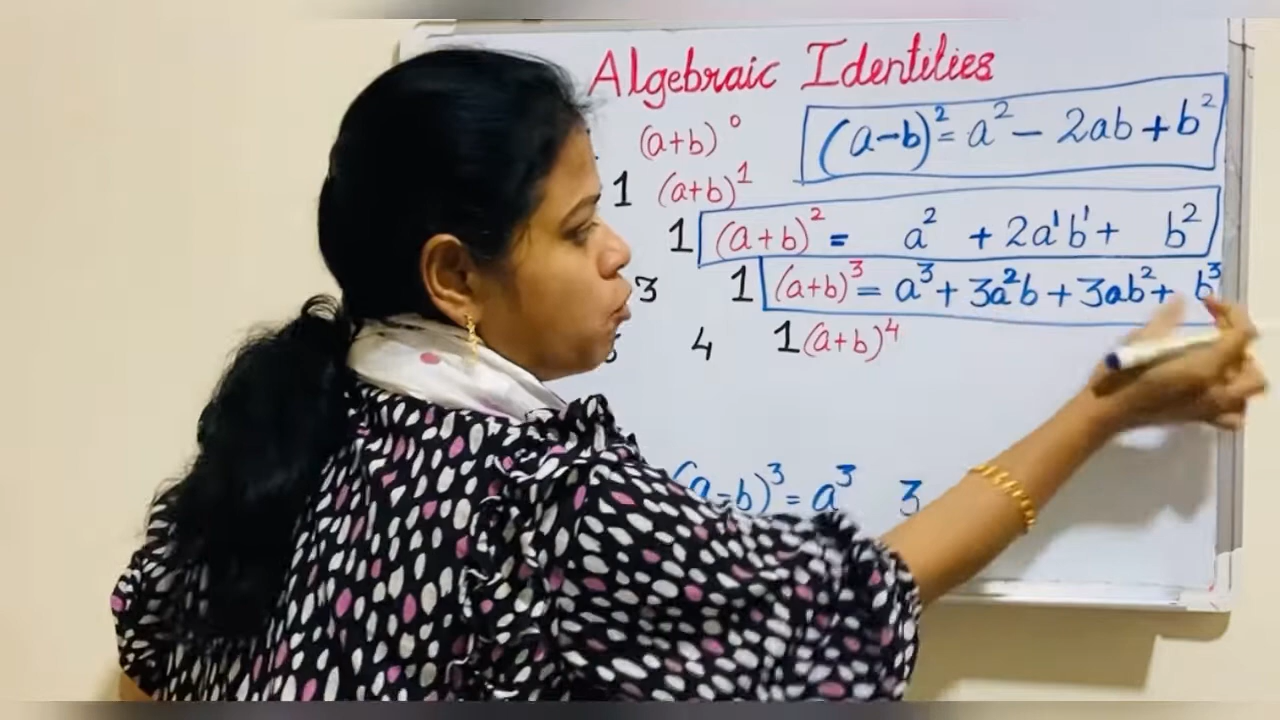 Algebraic Identities
(a+b)⁰
(a-b)² = a² - 2ab + b²
1 (a+b)¹
1 (a+b)² = a² + 2a¹b¹ + b²
3 1 (a+b)³ = a³ + 3a²b + 3ab² + b³
4 1 (a+b)⁴
(a-b)³ = a³ 3